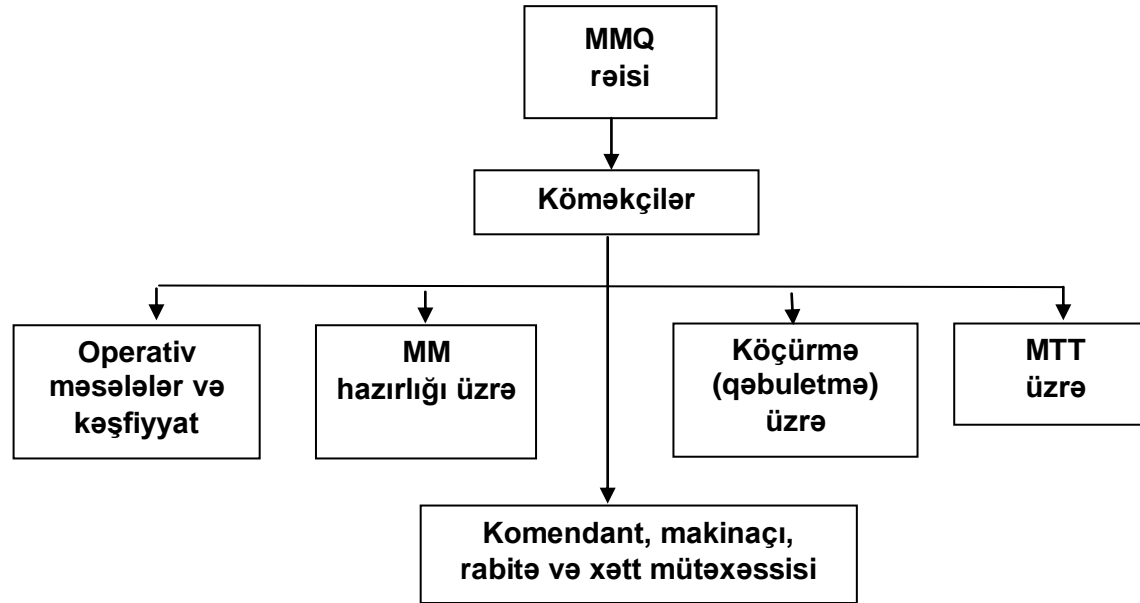 MMQ
rəisi
Köməkçilər
Operativ
məsələlər və
kəşfiyyat
MM
hazırlığı üzrə
Köçürmə
(qəbuletmə)
üzrə
MTT
üzrə
Komendant, makinaçı,
rabitə və xətt mütəxəssisi